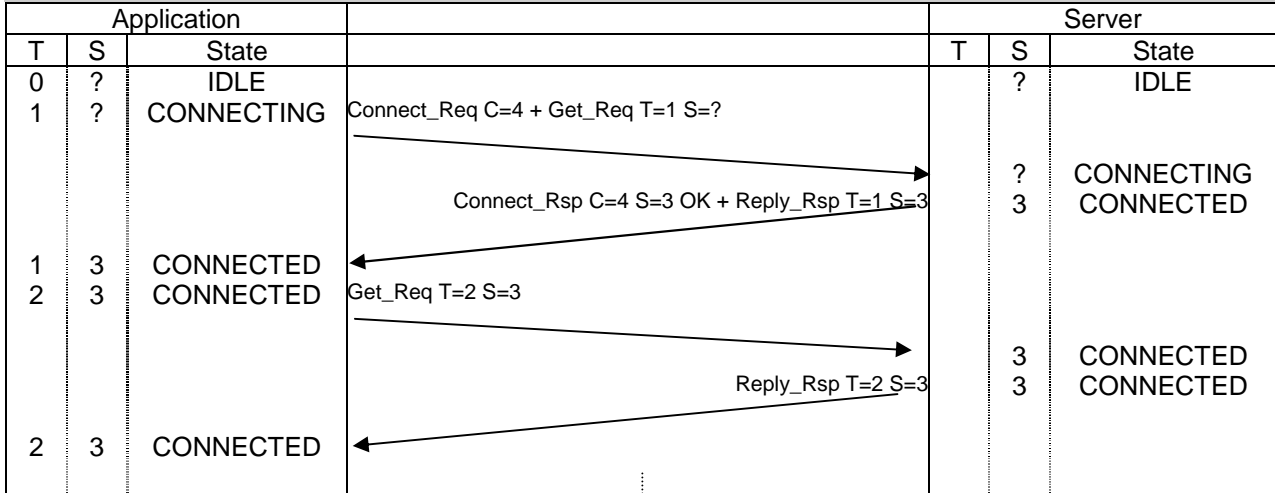 Application Server
T S State T S State
0 ? IDLE ? IDLE
1 ? CONNECTING Connect_Req C=4 + Get_Req T=1 S=?
? CONNECTING
Connect_Rsp C=4 S=3 OK + Reply_Rsp T=1 S=3 3 CONNECTED
1 3 CONNECTED
2 3 CONNECTED Get_Req T=2 S=3
3 CONNECTED
Reply_Rsp T=2 S=3 3 CONNECTED
2 3 CONNECTED